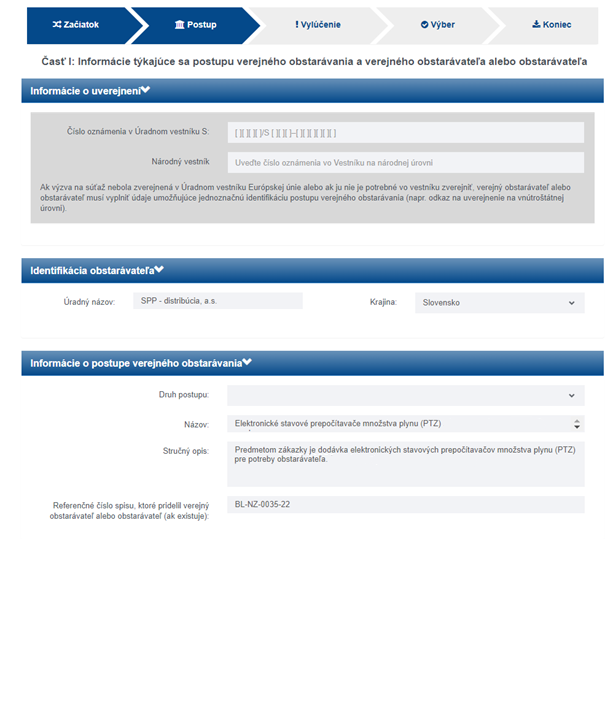 Začiatok
Postup
Vylúčenie
Výber
Koniec
Časť I: Informácie týkajúce sa postupu verejného obstarávania a verejného obstarávateľa alebo obstarávateľa
Informácie o uverejnení
Číslo oznámenia v Úradnom vestníku S:
[ ][ ][ ][ ]/S [ ][ ][ ]–[ ][ ][ ][ ][ ][ ]
Národný vestník
Uveďte číslo oznámenia vo Vestníku na národnej úrovni
Ak výzva na súťaž nebola zverejnená v Úradnom vestníku Európskej únie alebo ak ju nie je potrebné vo vestníku zverejniť, verejný obstarávateľ alebo
obstarávateľ musí vyplniť údaje umožňujúce jednoznačnú identifikáciu postupu verejného obstarávania (napr. odkaz na uverejnenie na vnútroštátnej
úrovni).
Identifikácia obstarávateľa
Úradný názov:
SPP - distribúcia, a.s.
Krajina:
Slovensko
Informácie o postupe verejného obstarávania
Druh postupu:
Názov:
Elektronické stavové prepočítavače množstva plynu (PTZ)
Stručný opis:
Predmetom zákazky je dodávka elektronických stavových prepočítavačov množstva plynu (PTZ)
pre potreby obstarávateľa.
Referenčné číslo spisu, ktoré pridelil verejný
obstarávateľ alebo obstarávateľ (ak existuje):
BL-NZ-0035-22